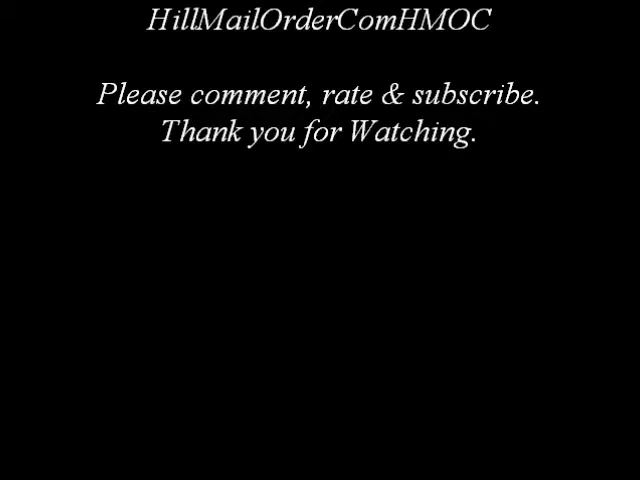 HillMailOrderComHMOC
Please comment, rate & subscribe.
Thank you for Watching.